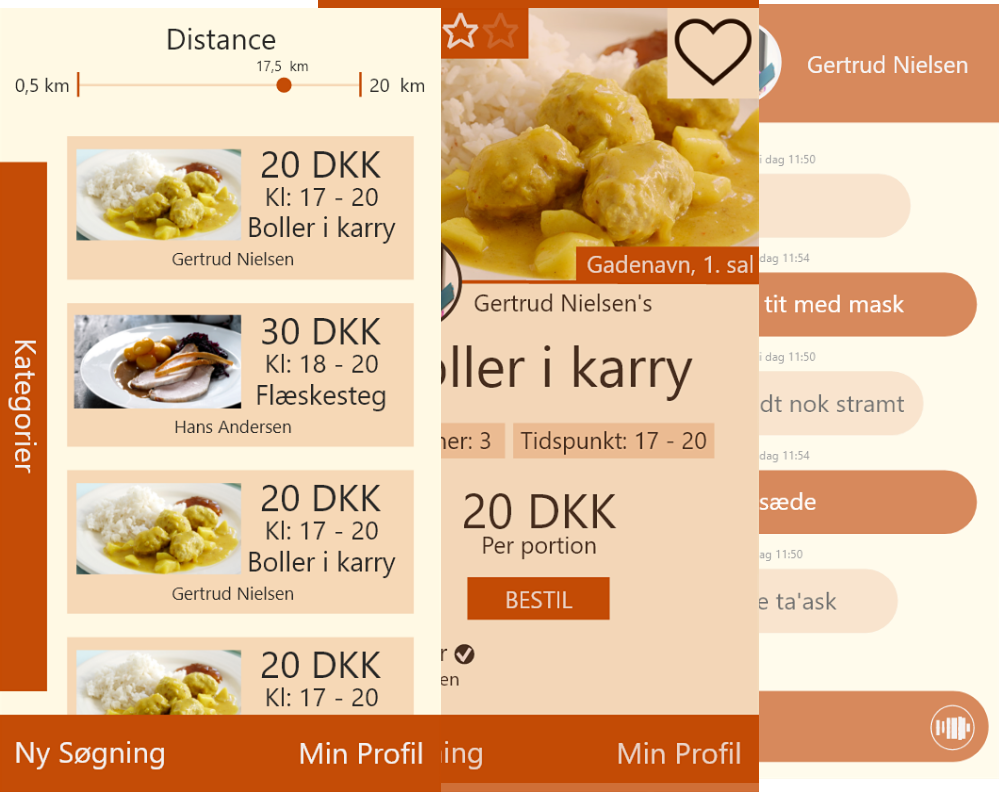 Distance
17,5 km
0,5 km
20 km
Kategorier
20 DKK
Kl: 17 - 20
Boller i karry
Gertrud Nielsen
30 DKK
Kl: 18 - 20
Flæskesteg
Hans Andersen
20 DKK
Kl: 17 - 20
Boller i karry
Gertrud Nielsen
20 DKK
Kl: 17 - 20
Ny Søgning
Min Profil
Gadenavn, 1. sal
Gertrud Nielsen's
oller i karry
ner: 3
Tidspunkt: 17 - 20
20 DKK
Per portion
BESTIL
r
en
ing
Min Profil
Gertrud Nielsen
i dag 11:50
dag 11:54
tit med mask
i dag 11:50
dt nok stramt
dag 11:54
sæde
ag 11:50
e ta'ask